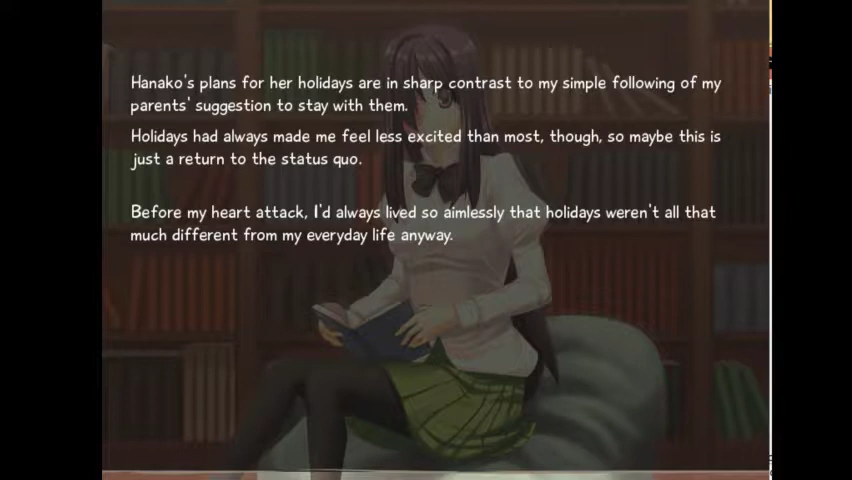 Hanako's plans for her holidays are in sharp contrast to my simple following of my
parents' suggestion to stay with them.
Holidays had always made me feel less excited than most, though, so maybe this is
just a return to the status quo.
Before my heart attack, I'd always lived so aimlessly that holidays weren't all that
much different from my everyday life anyway.